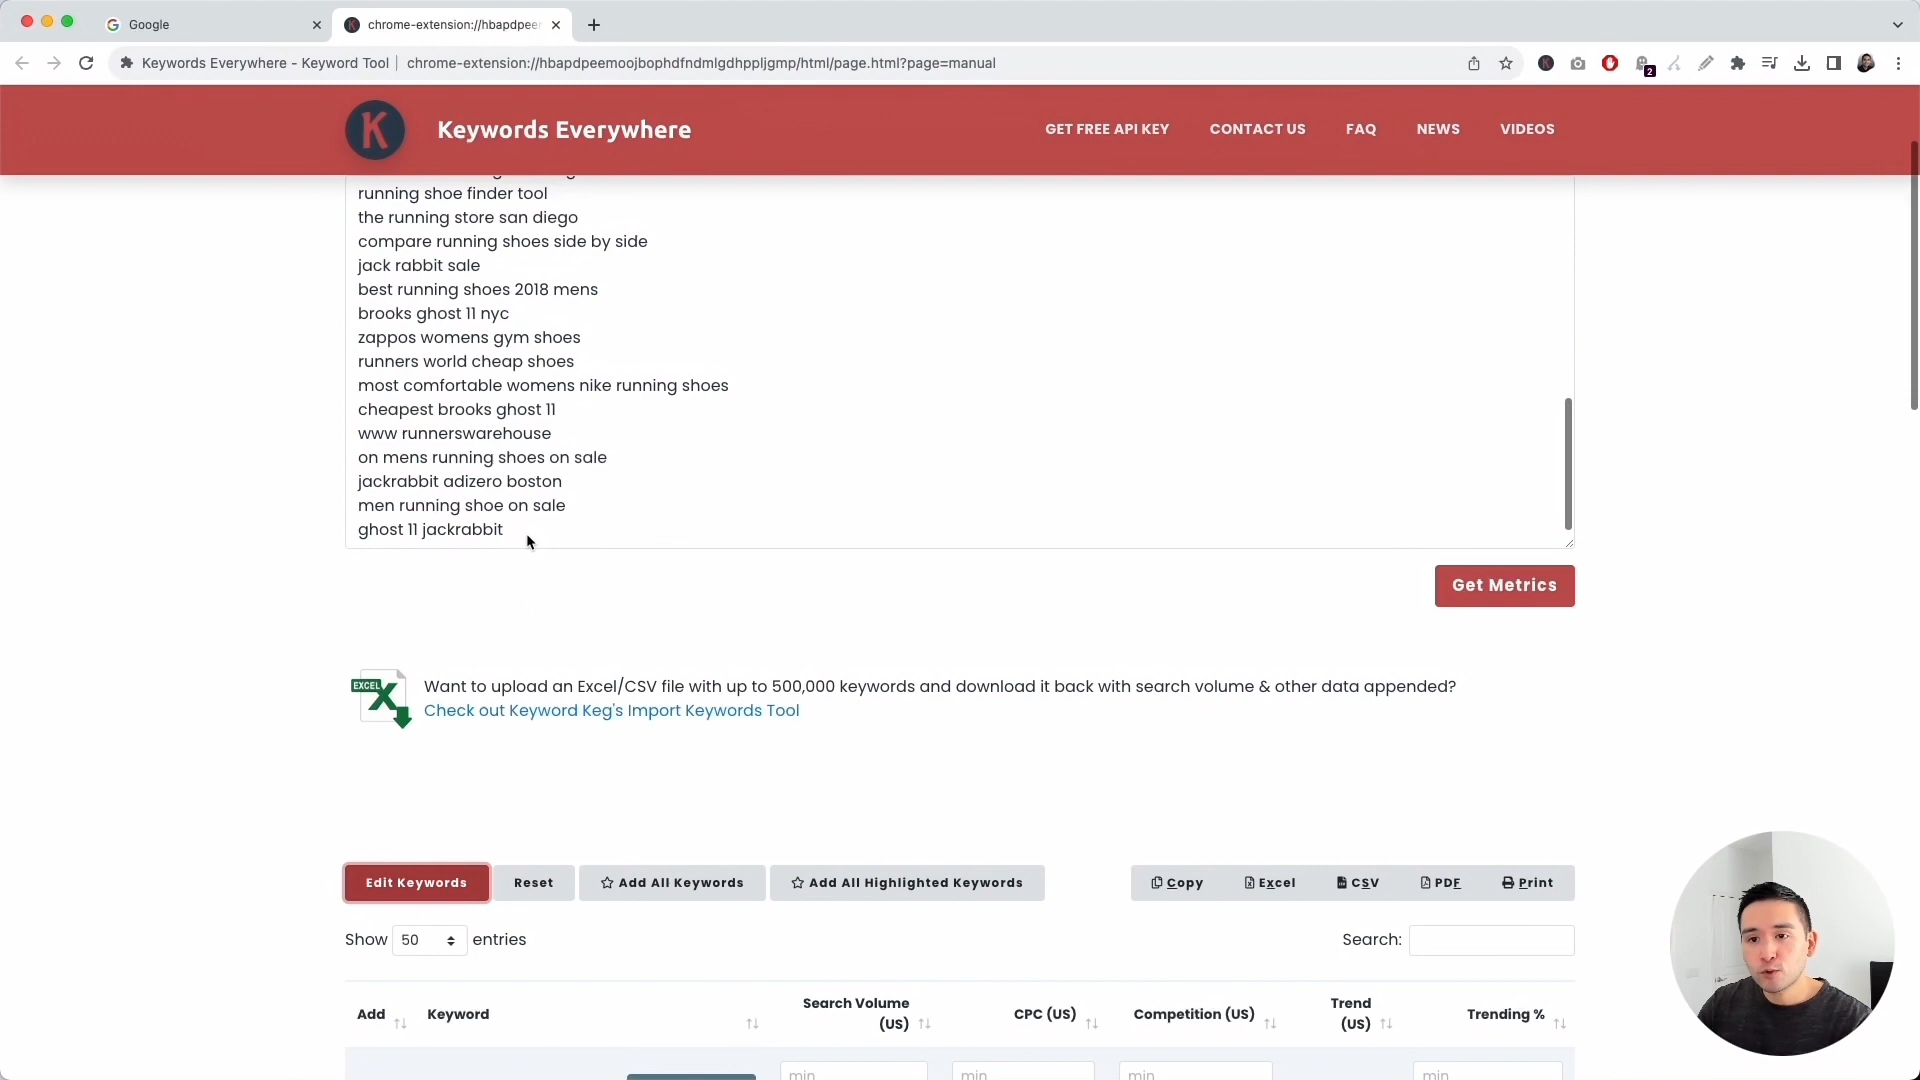 Google
chrome-extension://hbapdpeem
Keywords Everywhere - Keyword Tool
chrome-extension://hbapdpeemoojbophdfndmlgdhppljgmp/html/page.html?page=manual
2
K
Keywords Everywhere
GET FREE API KEY
CONTACT US
FAQ
NEWS
VIDEOS
running shoe finder tool
the running store san diego
compare running shoes side by side
jack rabbit sale
best running shoes 2018 mens
brooks ghost 11 nyc
zappos womens gym shoes
runners world cheap shoes
most comfortable womens nike running shoes
cheapest brooks ghost 11
www runnerswarehouse
on mens running shoes on sale
jackrabbit adizero boston
men running shoe on sale
ghost 11 jackrabbit
Get Metrics
EXCEL
Want to upload an Excel/CSV file with up to 500,000 keywords and download it back with search volume & other data appended?
Check out Keyword Keg's Import Keywords Tool
Edit Keywords
Reset
Add All Keywords
Add All Highlighted Keywords
Copy
Excel
CSV
PDF
Print
Show 50 entries
Search:
Add
Keyword
Search Volume (US)
CPC (US)
Competition (US)
Trend (US)
Trending %
min
min
min
min